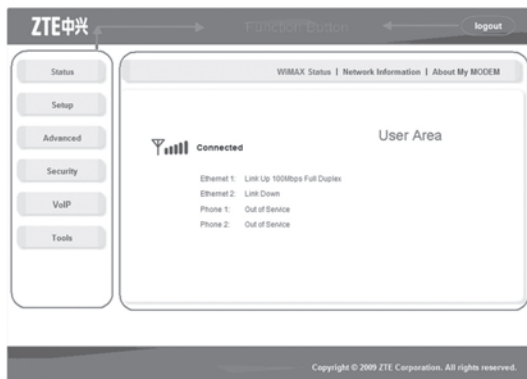 ZTE中兴
Function Button
logout
Status
Setup
Advanced
Security
VoIP
Tools
WiMAX Status | Network Information | About My MODEM
User Area
Connected
Ethernet 1: Link Up 100Mbps Full Duplex
Ethernet 2: Link Down
Phone 1: Out of Service
Phone 2: Out of Service
Copyright © 2009 ZTE Corporation. All rights reserved.